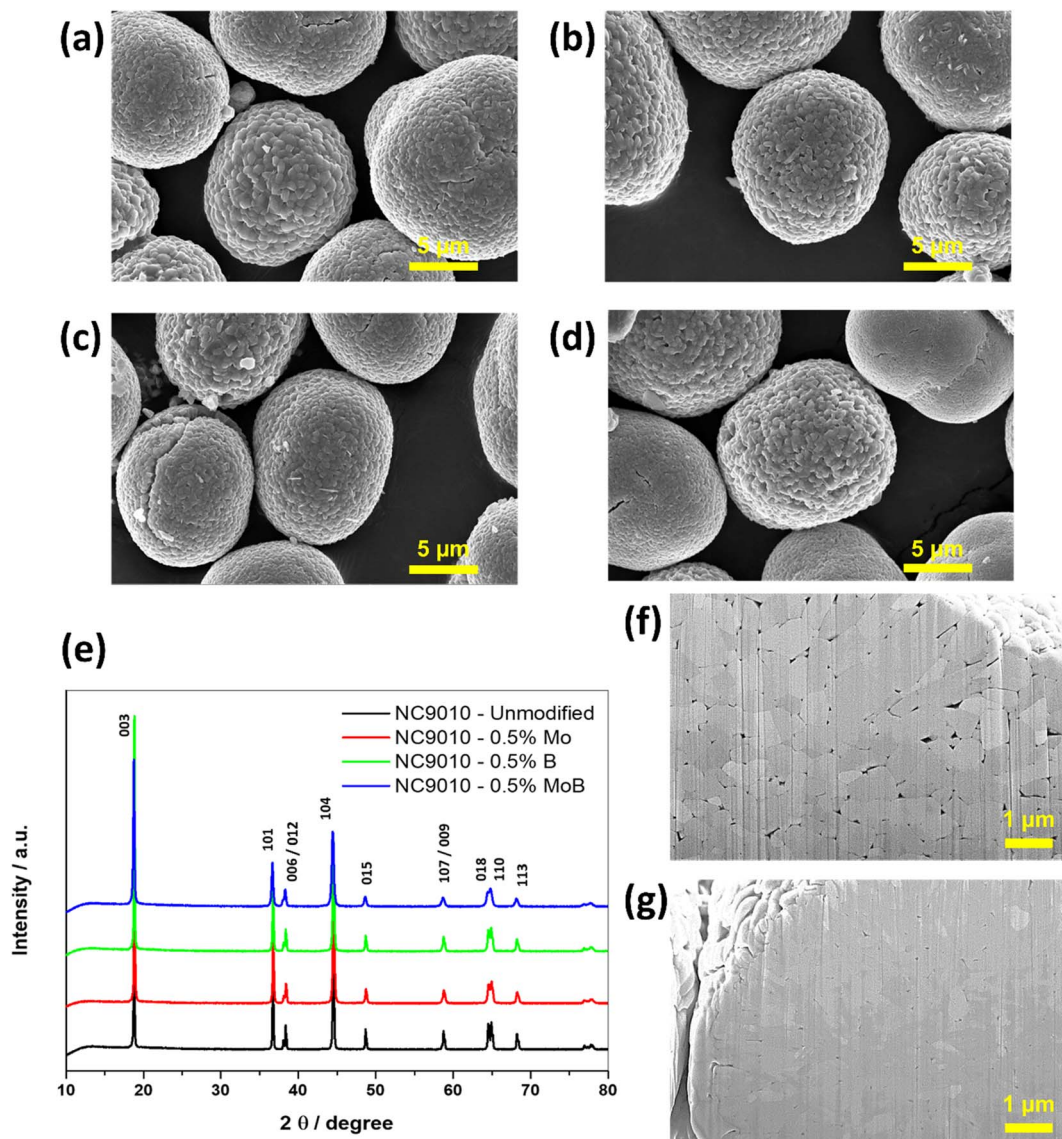 (a)
5 µm
(b)
5 µm
(c)
5 µm
(d)
5 µm
(e)
003
101
006 / 012
104
015
107 / 009
018
110
113
NC9010 - Unmodified
NC9010 - 0.5% Mo
NC9010 - 0.5% B
NC9010 - 0.5% MoB
Intensity / a.u.
10 20 30 40 50 60 70 80
2 θ / degree
(f)
1 µm
(g)
1 µm